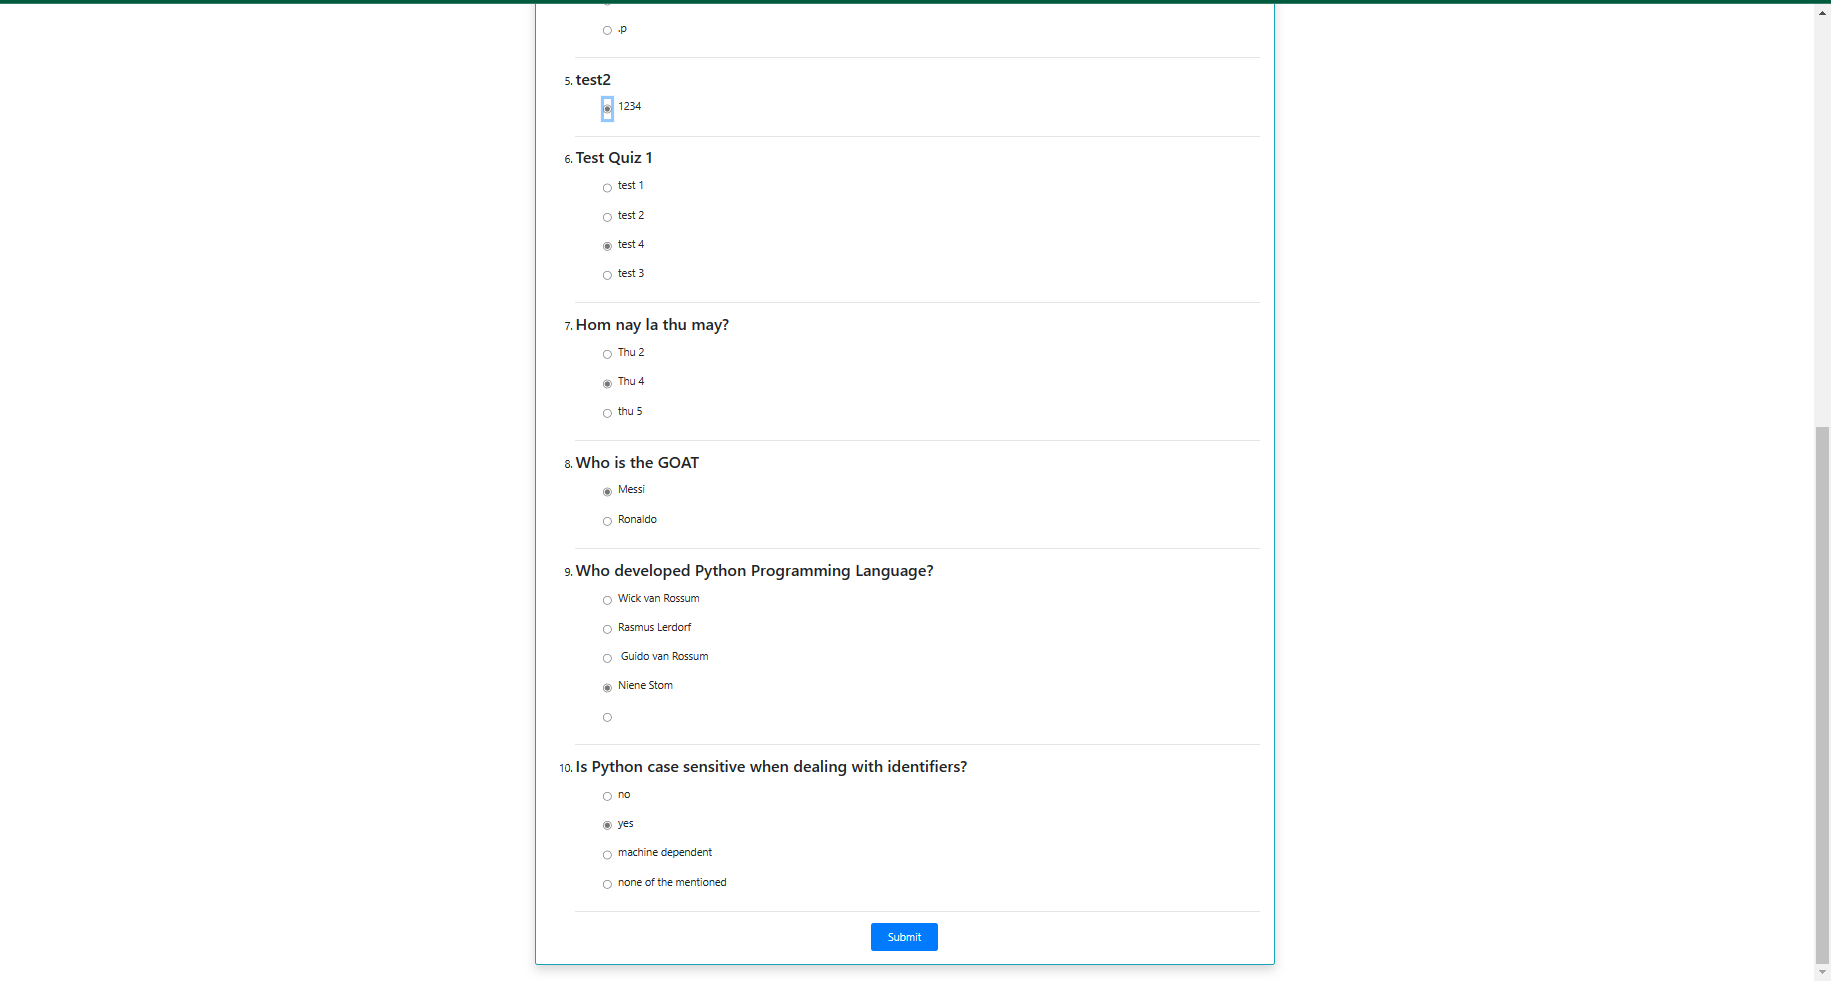 .p
5. test2
1234
6. Test Quiz 1
test 1
test 2
test 4
test 3
7. Hom nay la thu may?
Thu 2
Thu 4
thu 5
8. Who is the GOAT
Messi
Ronaldo
9. Who developed Python Programming Language?
Wick van Rossum
Rasmus Lerdorf
Guido van Rossum
Niene Stom
10. Is Python case sensitive when dealing with identifiers?
no
yes
machine dependent
none of the mentioned
Submit